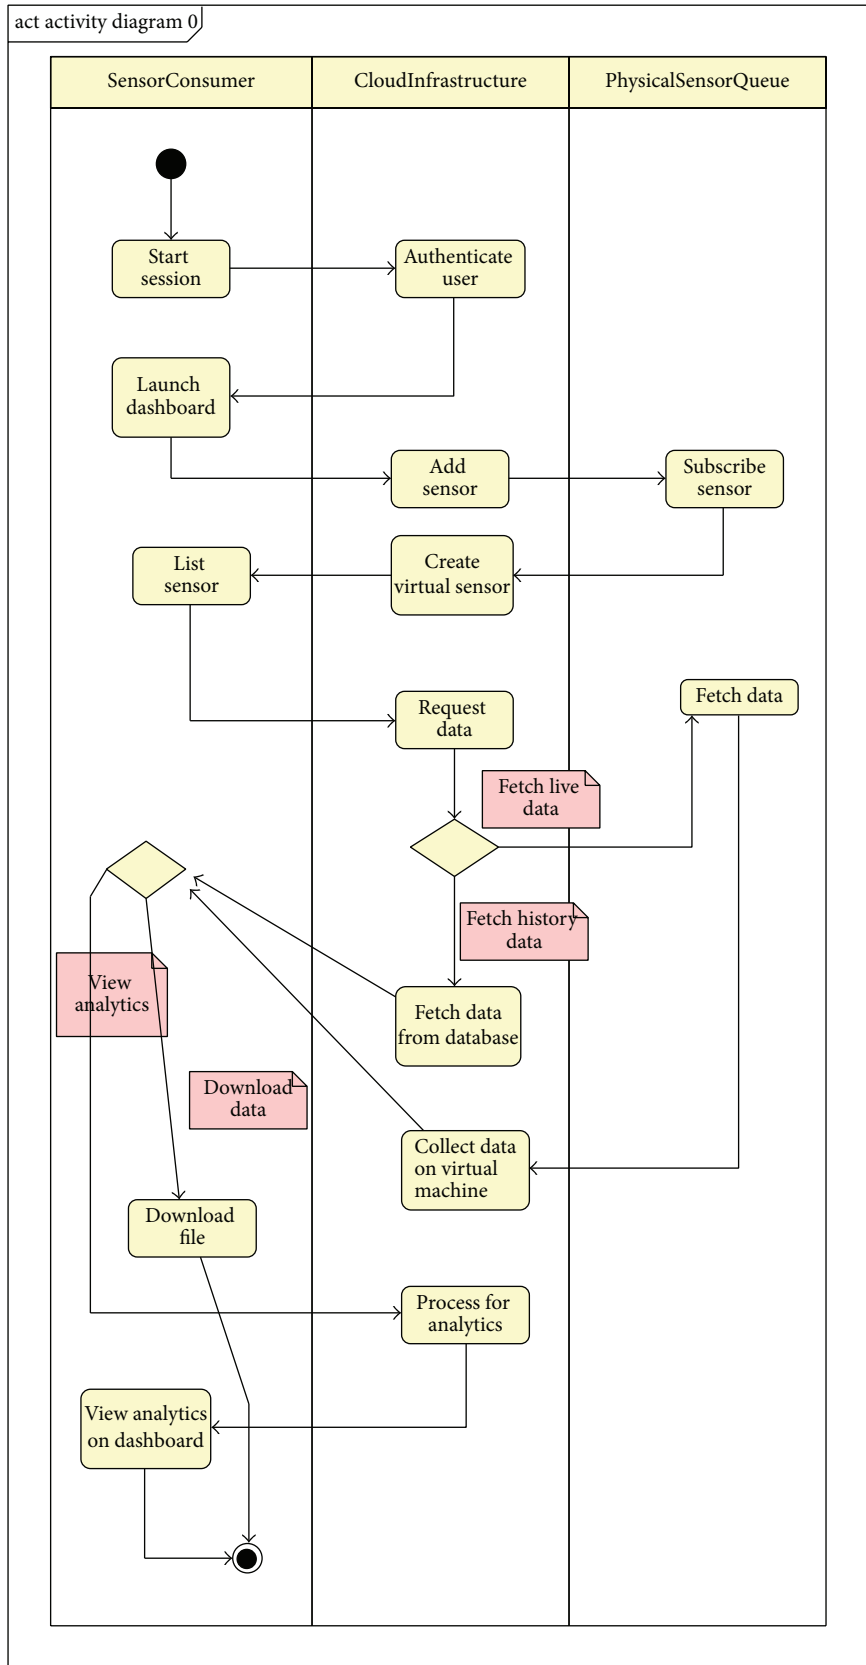 act activity diagram 0
SensorConsumer
CloudInfrastructure
PhysicalSensorQueue
Start
session
Authenticate
user
Launch
dashboard
Add
sensor
Subscribe
sensor
List
sensor
Create
virtual sensor
Request
data
Fetch data
Fetch live
data
Fetch history
data
View
analytics
Fetch data
from database
Download
data
Collect data
on virtual
machine
Download
file
Process for
analytics
View analytics
on dashboard